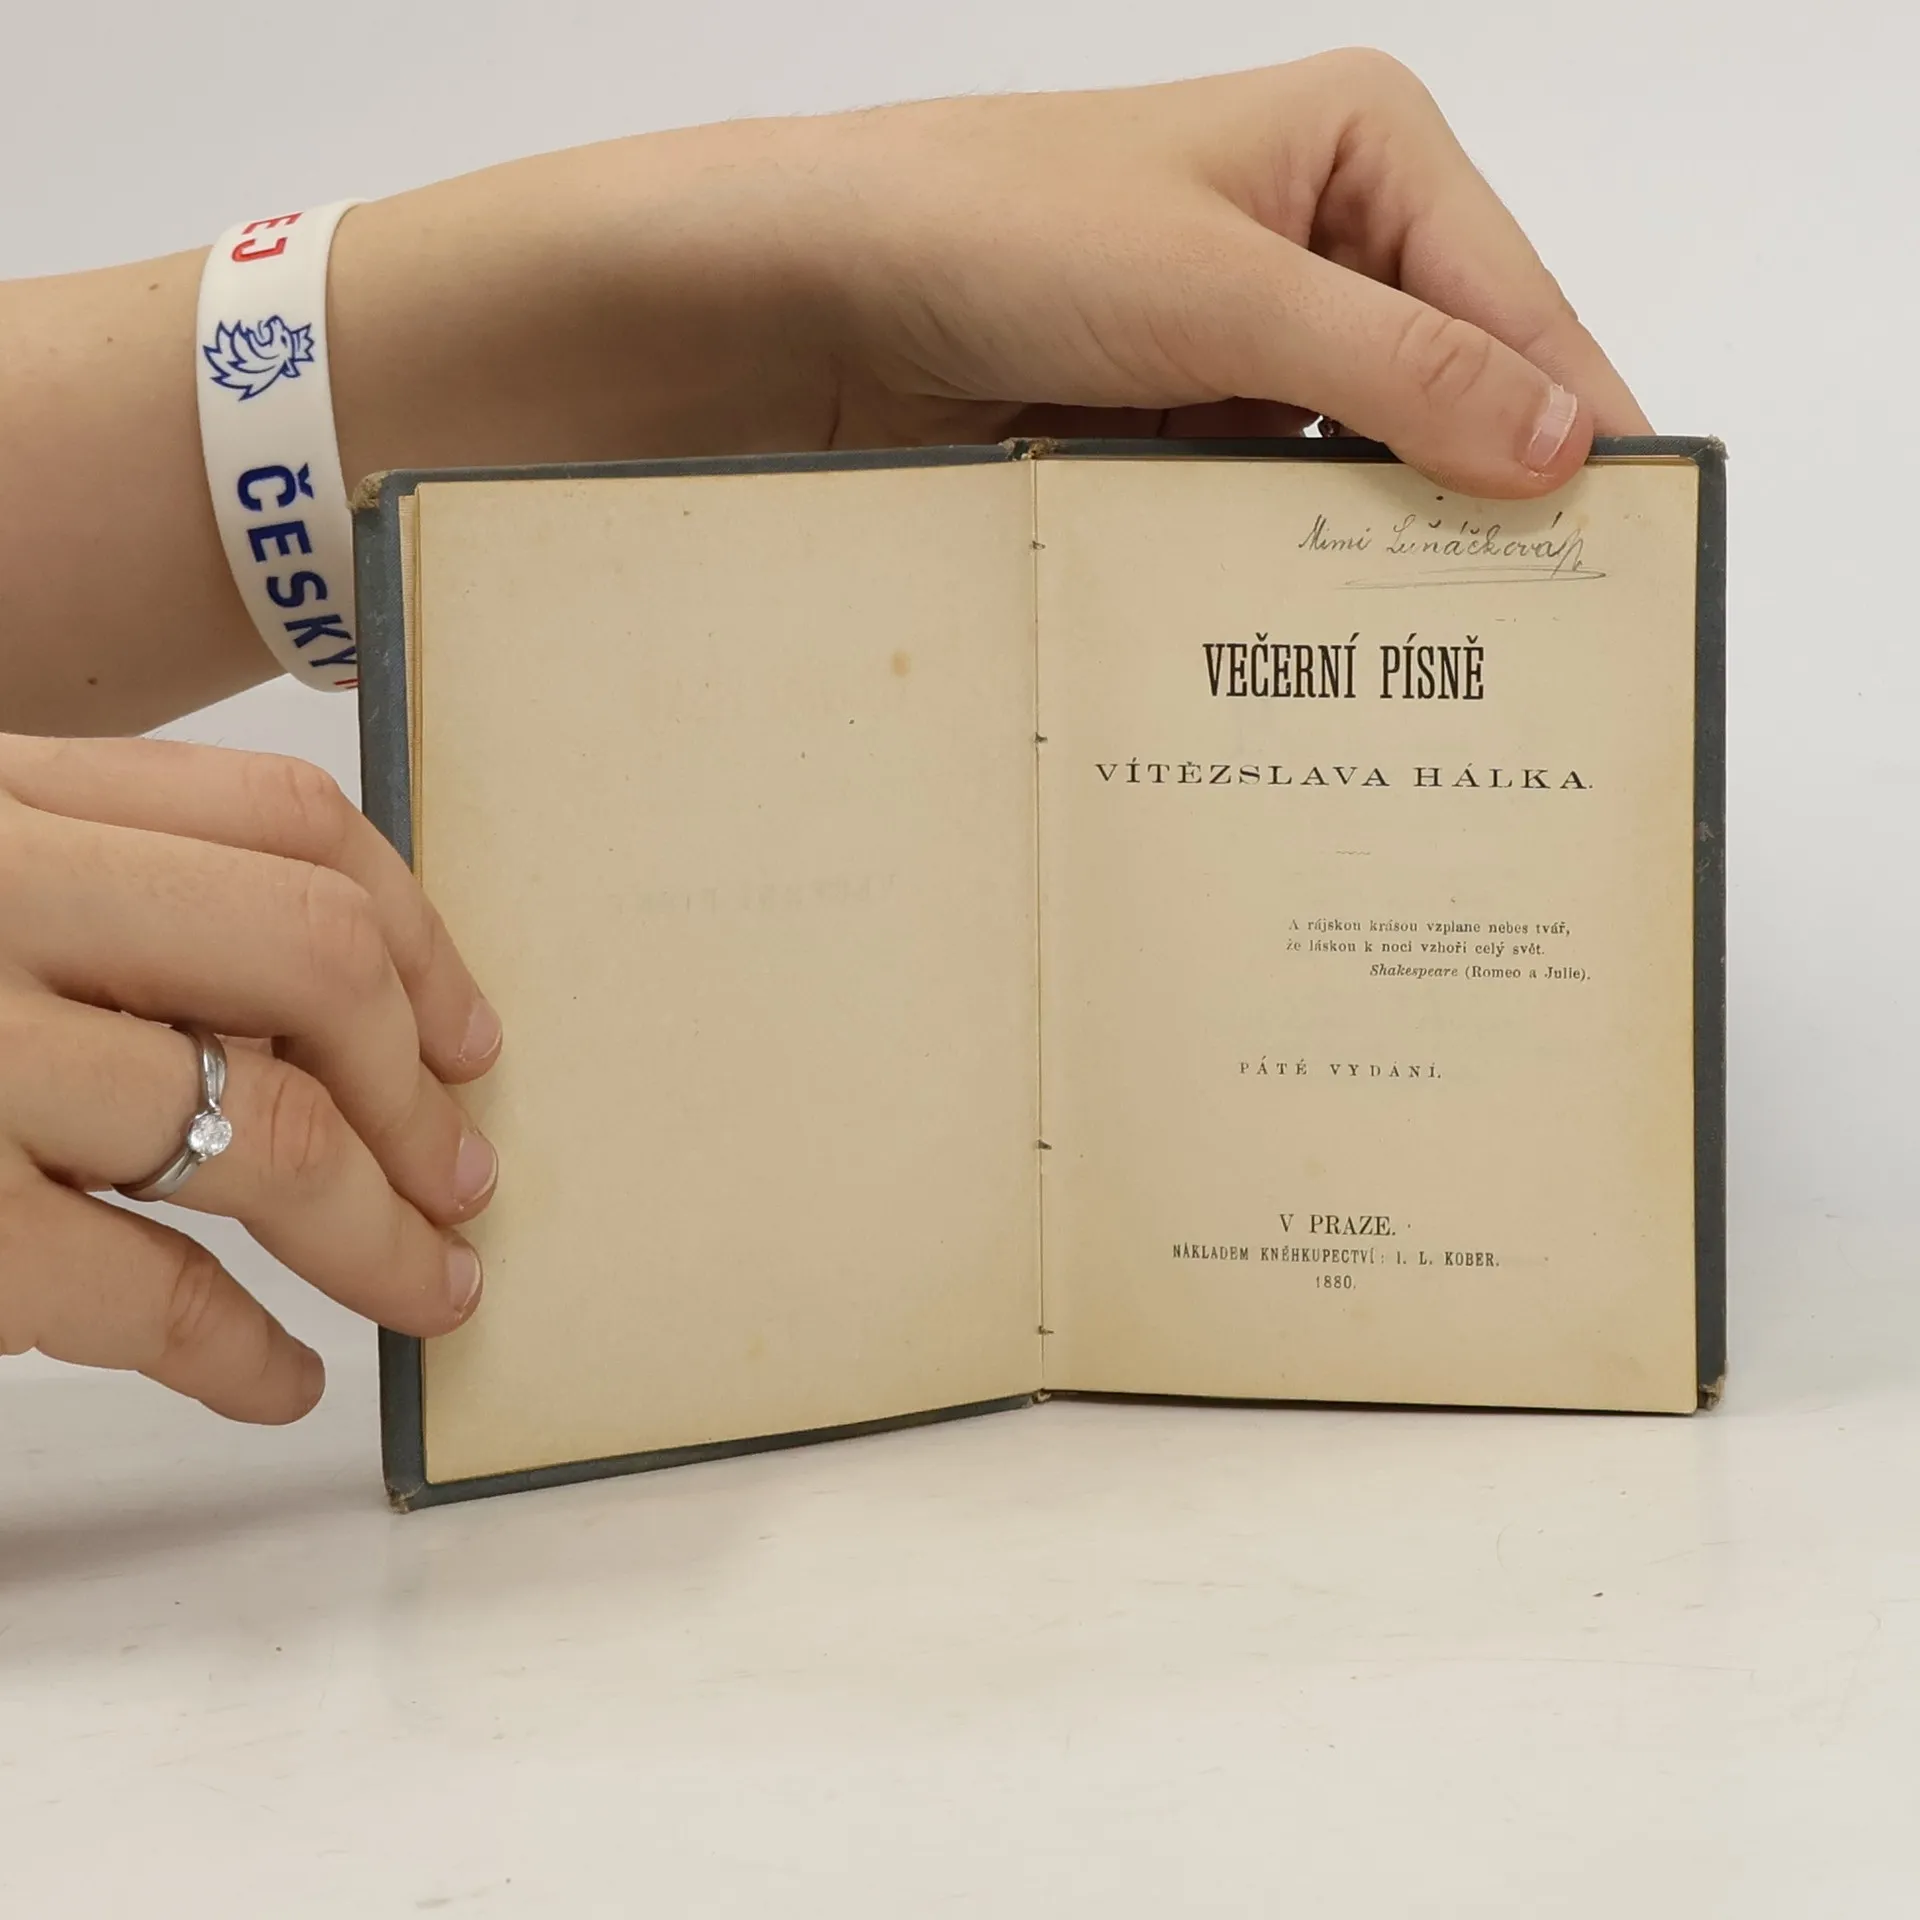 EJ
ČESKÝ
Mimi Luňáčková
VEČERNÍ PÍSNĚ
VÍTĚZSLAVA HÁLKA.
A rájskou krásou vzplane nebes tvář,
že láskou k noci vzhoří celý svět.
Shakespeare (Romeo a Julie).
PÁTÉ VYDÁNÍ.
V PRAZE.
NÁKLADEM KNĚHKUPECTVÍ: I. L. KOBER.
1880.